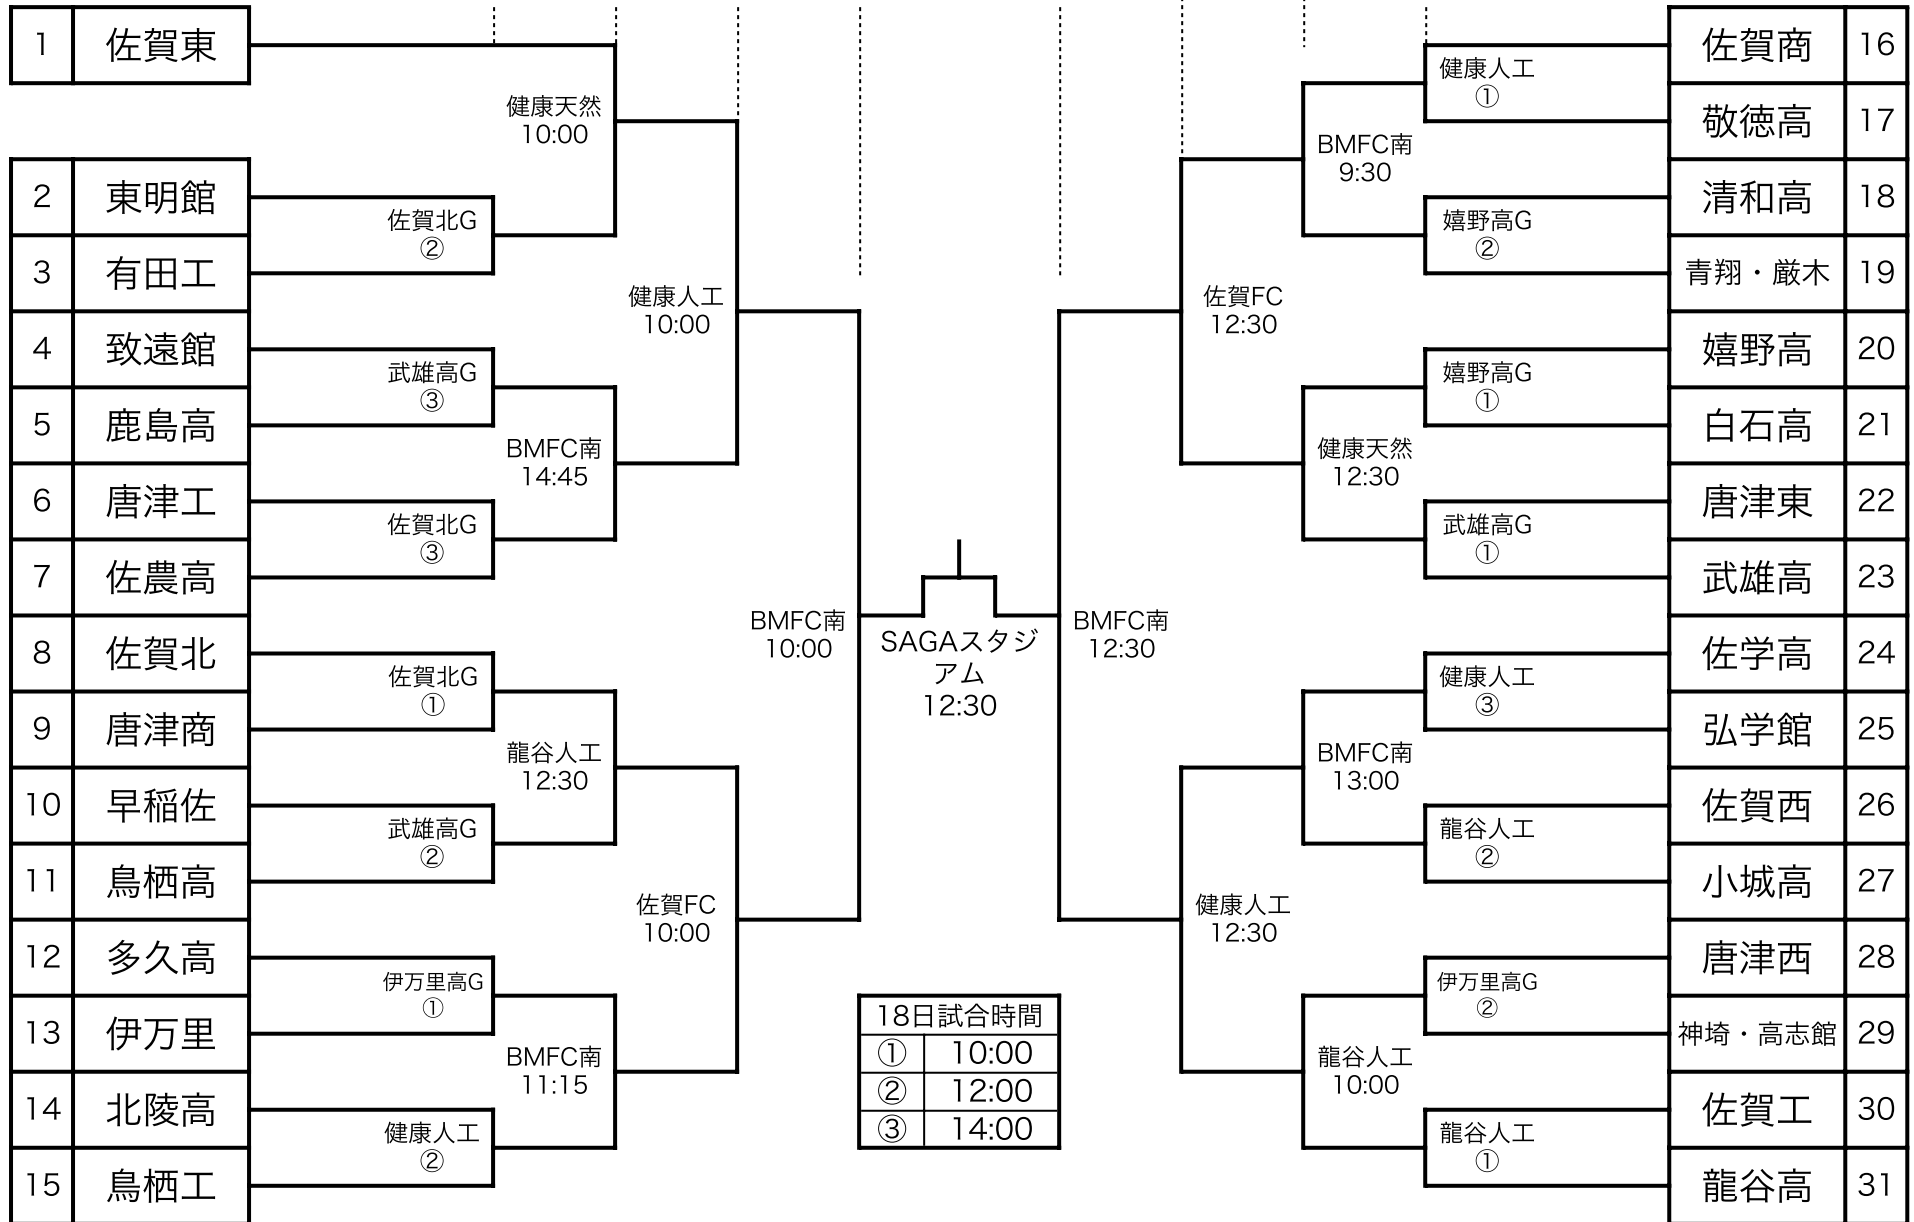 1 佐賀東
2 東明館
3 有田工
4 致遠館
5 鹿島高
6 唐津工
7 佐農高
8 佐賀北
9 唐津商
10 早稲佐
11 鳥栖高
12 多久高
13 伊万里
14 北陵高
15 鳥栖工
佐賀北G
②
武雄高G
③
佐賀北G
③
佐賀北G
①
武雄高G
②
伊万里高G
①
健康人工
②
健康天然
10:00
BMFC南
14:45
龍谷人工
12:30
BMFC南
11:15
健康人工
10:00
佐賀FC
10:00
BMFC南
10:00
SAGAスタジ
アム
12:30
18日試合時間
① 10:00
② 12:00
③ 14:00
BMFC南
12:30
佐賀FC
12:30
健康人工
12:30
BMFC南
9:30
健康天然
12:30
BMFC南
13:00
龍谷人工
10:00
健康人工
①
嬉野高G
②
嬉野高G
①
武雄高G
①
健康人工
③
龍谷人工
②
伊万里高G
②
龍谷人工
①
佐賀商 16
敬徳高 17
清和高 18
青翔・厳木 19
嬉野高 20
白石高 21
唐津東 22
武雄高 23
佐学高 24
弘学館 25
佐賀西 26
小城高 27
唐津西 28
神埼・高志館 29
佐賀工 30
龍谷高 31